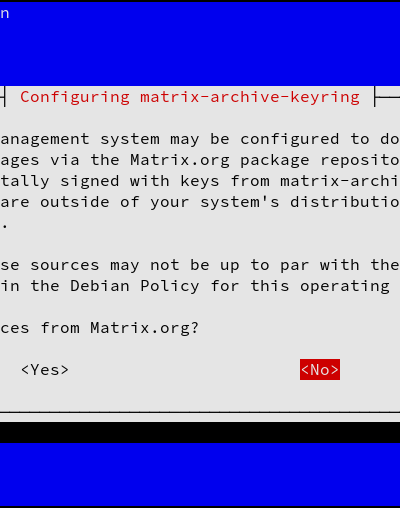 n
Configuring matrix-archive-keyring
anagement system may be configured to do
ages via the Matrix.org package reposito
tally signed with keys from matrix-archi
are outside of your system's distributio
.
se sources may not be up to par with the
in the Debian Policy for this operating
ces from Matrix.org?
<Yes> <No>